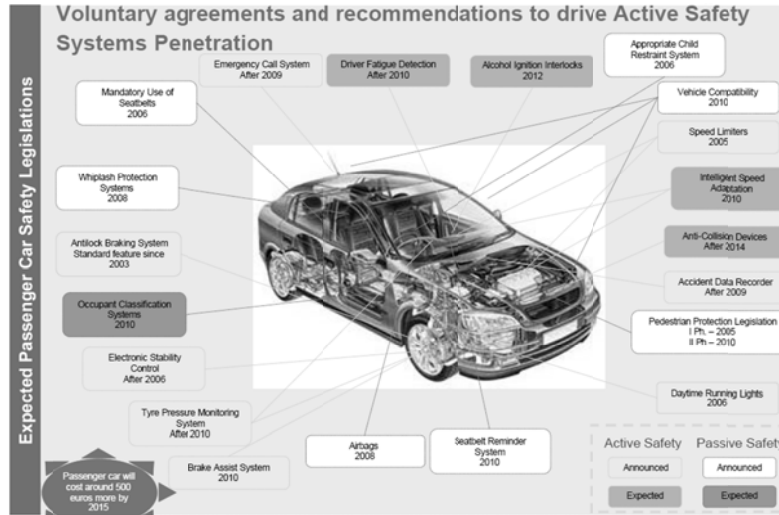 Voluntary agreements and recommendations to drive Active Safety
Systems Penetration
Expected Passenger Car Safety Legislations
Emergency Call System
After 2009
Driver Fatigue Detection
After 2010
Alcohol Ignition Interlocks
2012
Appropriate Child
Restraint System
2006
Mandatory Use of
Seatbelts
2006
Vehicle Compatibility
2010
Speed Limiters
2005
Whiplash Protection
Systems
2008
Intelligent Speed
Adaptation
2010
Antilock Braking System
Standard feature since
2003
Anti-Collision Devices
After 2014
Accident Data Recorder
After 2009
Occupant Classification
Systems
2010
Pedestrian Protection Legislation
I Ph. – 2005
II Ph – 2010
Electronic Stability
Control
After 2006
Daytime Running Lights
2006
Tyre Pressure Monitoring
System
After 2010
Airbags
2008
Seatbelt Reminder
System
2010
Brake Assist System
2010
Passenger car will
cost around 500
euros more by
2015
Active Safety
Passive Safety
Announced
Announced
Expected
Expected